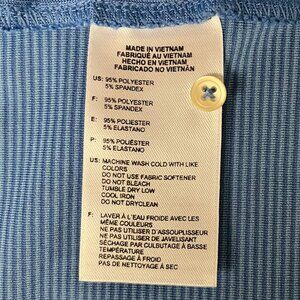 MADE IN VIETNAM
FABRIQUÉ AU VIETNAM
HECHO EN VIETNAM
FABRICADO NO VIETNÃ
US: 95% POLYESTER
5% SPANDEX
F: 95% POLYESTER
5% SPANDEX
E: 95% POLIESTER
5% ELASTANO
P: 95% POLIÉSTER
5% ELASTANO
US: MACHINE WASH COLD WITH LIKE
COLORS
DO NOT USE FABRIC SOFTENER
DO NOT BLEACH
TUMBLE DRY LOW
COOL IRON
DO NOT DRYCLEAN
F: LAVER À L'EAU FROIDE AVEC LES
MÊME COULEURS
NE PAS UTILISER D'ASSOUPLISSEUR
NE PAS UTILISER DE JAVELISANT
SÉCHAGE PAR CULBUTAGE À BASSE
TEMPÉRATURE
REPASSAGE À FROID
PAS DE NETTOYAGE À SEC